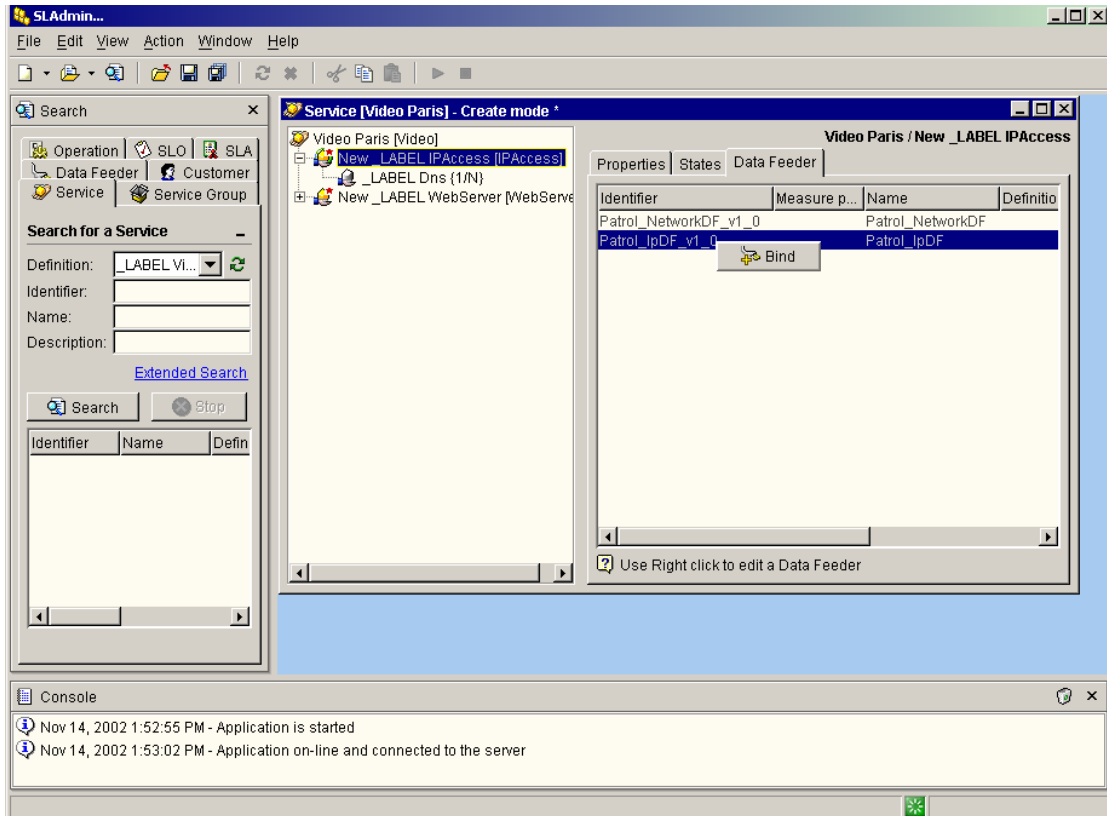 SLAdmin...
File Edit View Action Window Help
Search
Operation SLO SLA
Data Feeder Customer
Service Service Group
Search for a Service
Definition: _LABEL Vi...
Identifier:
Name:
Description:
Extended Search
Search Stop
Identifier Name Defin
Service [Video Paris] - Create mode *
Video Paris [Video]
New _LABEL IPAccess [IPAccess]
_LABEL Dns {1/N}
New _LABEL WebServer [WebServe
Video Paris / New _LABEL IPAccess
Properties States Data Feeder
Identifier Measure p... Name Definitio
Patrol_NetworkDF_v1_0 Patrol_NetworkDF
Patrol_IpDF_v1_0 Patrol_IpDF
Bind
Use Right click to edit a Data Feeder
Console
Nov 14, 2002 1:52:55 PM - Application is started
Nov 14, 2002 1:53:02 PM - Application on-line and connected to the server